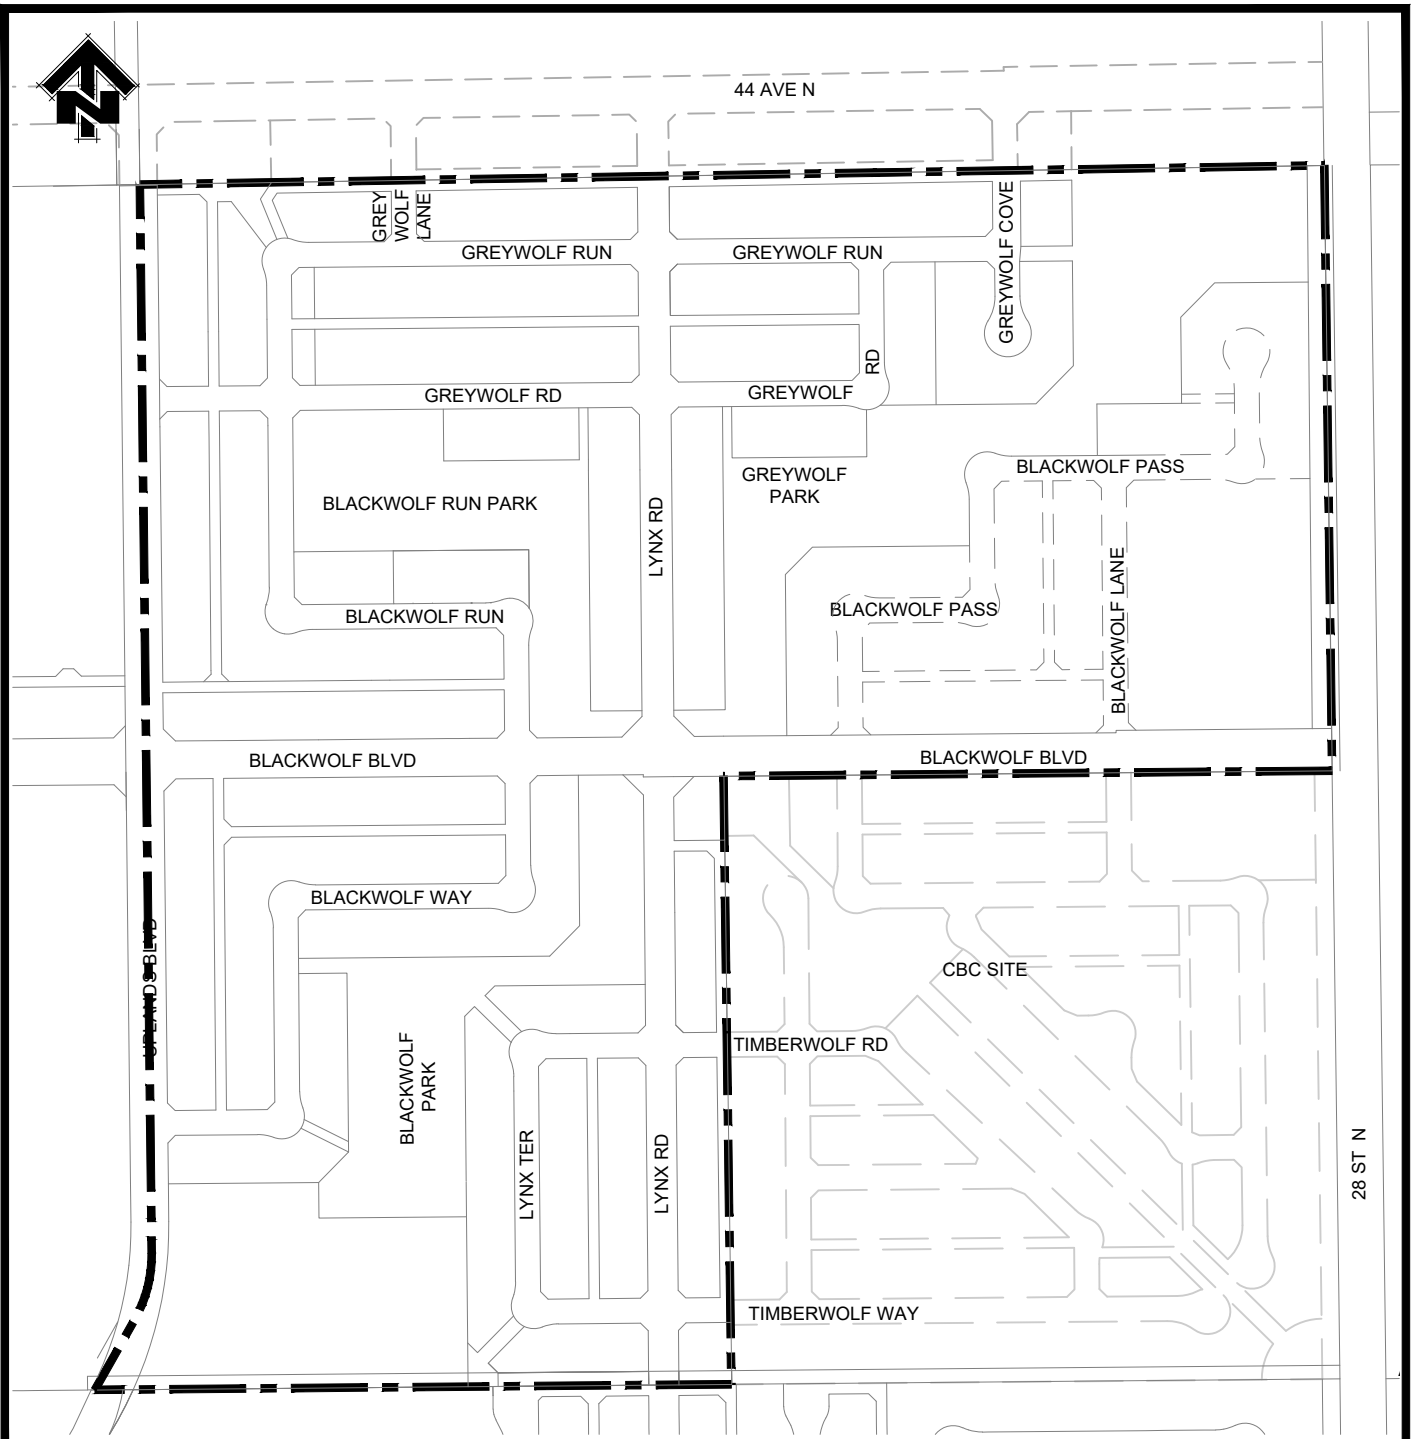 N
44 AVE N
GREY
WOLF
LANE
GREYWOLF COVE
GREYWOLF RUN
GREYWOLF RUN
RD
GREYWOLF RD
GREYWOLF
BLACKWOLF PASS
GREYWOLF
PARK
BLACKWOLF RUN PARK
LYNX RD
BLACKWOLF LANE
BLACKWOLF RUN
BLACKWOLF PASS
BLACKWOLF BLVD
BLACKWOLF BLVD
BLACKWOLF WAY
UPLANDS BLVD
CBC SITE
BLACKWOLF
PARK
TIMBERWOLF RD
LYNX TER
LYNX RD
28 ST N
TIMBERWOLF WAY